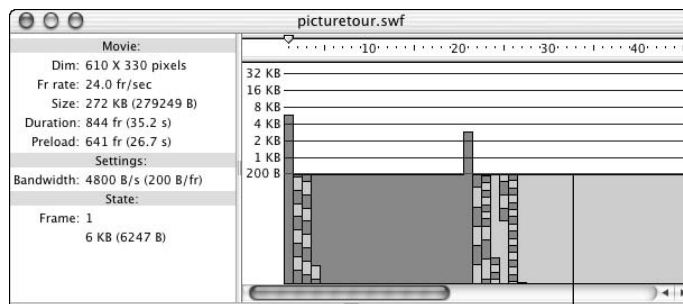 picturetour.swf
Movie:
Dim: 610 X 330 pixels
Fr rate: 24.0 fr/sec
Size: 272 KB (279249 B)
Duration: 844 fr (35.2 s)
Preload: 641 fr (26.7 s)
Settings:
Bandwidth: 4800 B/s (200 B/fr)
State:
Frame: 1
6 KB (6247 B)
10 20 30 40
32 KB
16 KB
8 KB
4 KB
2 KB
1 KB
200 B